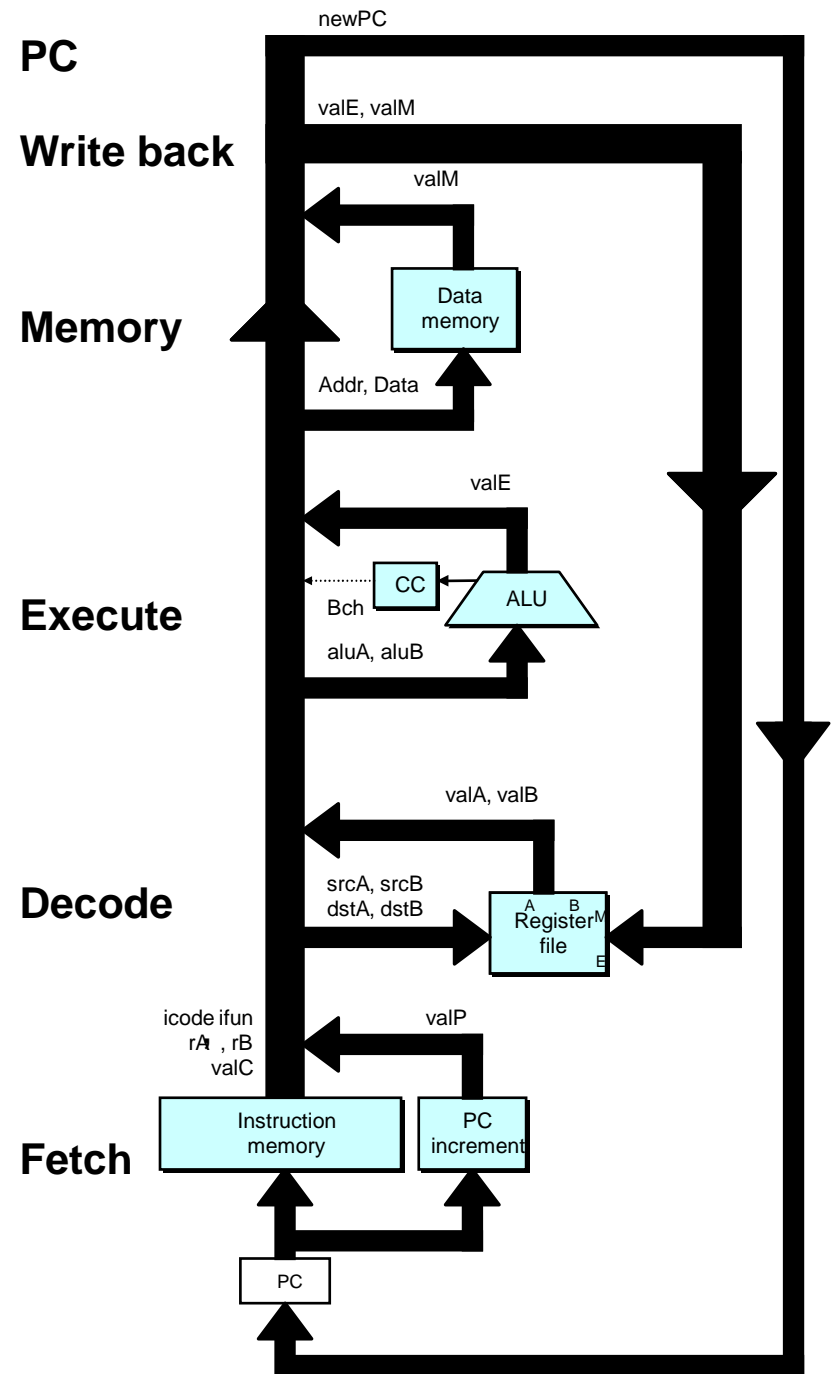 newPC
PC
valE, valM
Write back
valM
Data
memory
Memory
Addr, Data
valE
CC
ALU
Bch
Execute
aluA, aluB
valA, valB
srcA, srcB
dstA, dstB
Decode
A B
Register M
file
E
icode ifun
rA , rB
valC
valP
Instruction
memory
PC
increment
Fetch
PC